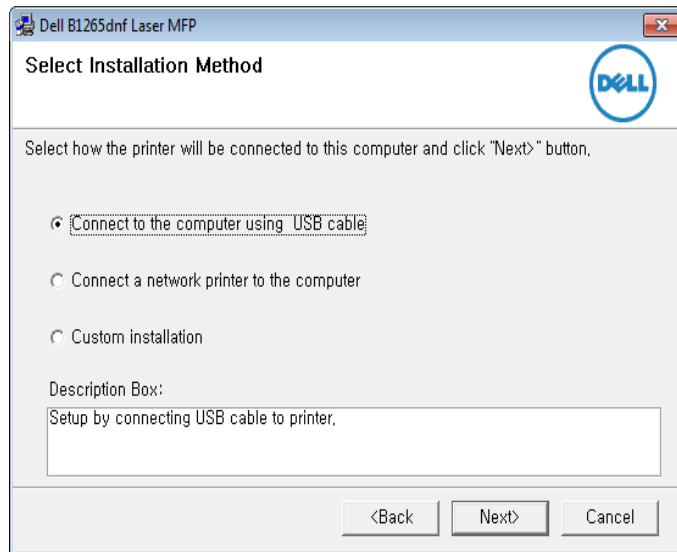 Dell B1265dnf Laser MFP
Select Installation Method
DELL
Select how the printer will be connected to this computer and click "Next>" button,
Connect to the computer using  USB cable
Connect a network printer to the computer
Custom installation
Description Box:
Setup by connecting USB cable to printer,
<Back
Next>
Cancel